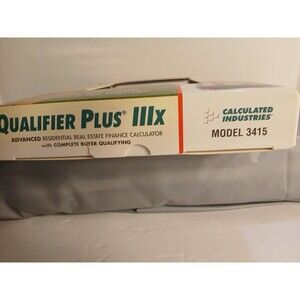 QUALIFIER PLUS® IIIX
ADVANCED RESIDENTIAL REAL ESTATE FINANCE CALCULATOR
with COMPLETE BUYER QUALIFYING
CALCULATED
INDUSTRIES®
MODEL 3415